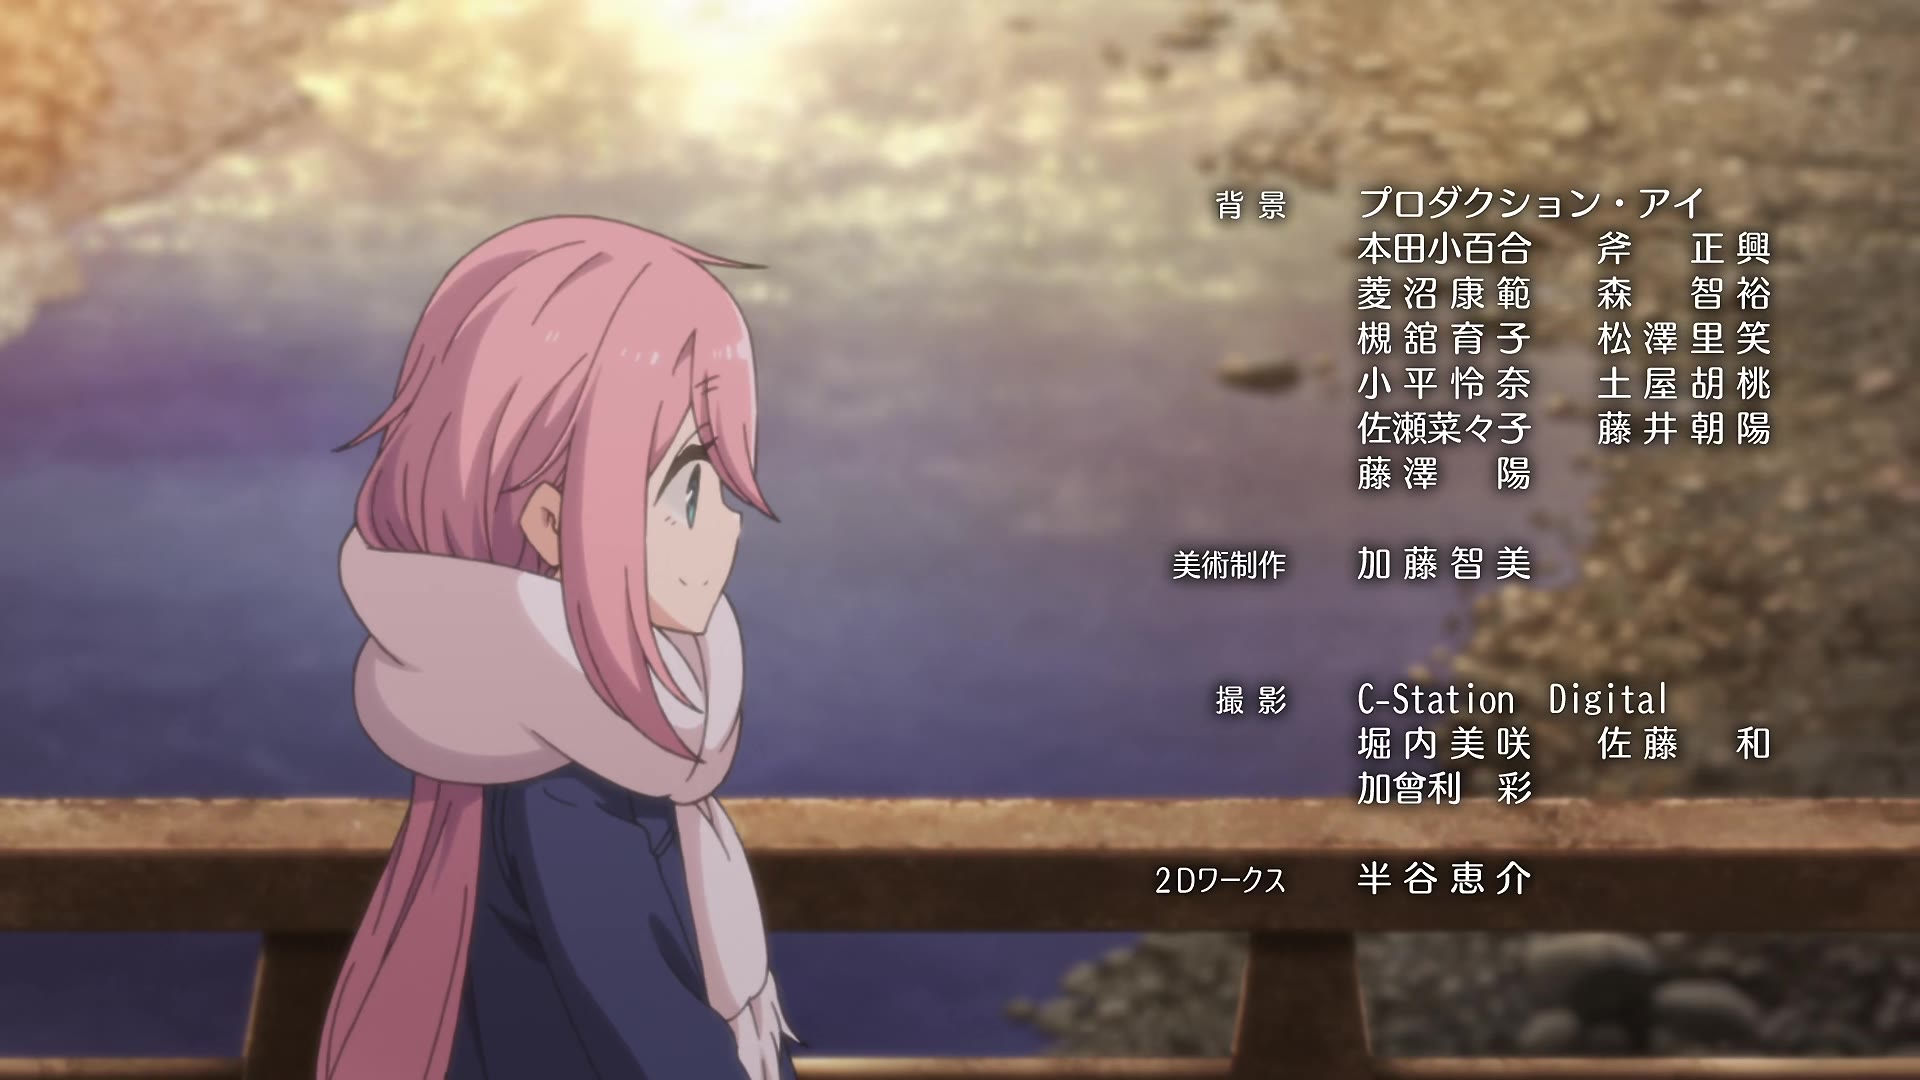 背景 プロダクション・アイ
本田小百合 斧 正興
菱沼康範 森 智裕
槻舘育子 松澤里笑
小平怜奈 土屋胡桃
佐瀬菜々子 藤井朝陽
藤澤 陽
美術制作 加藤智美
撮影 C-Station Digital
堀内美咲 佐藤 和
加曽利 彩
2Dワークス 半谷恵介